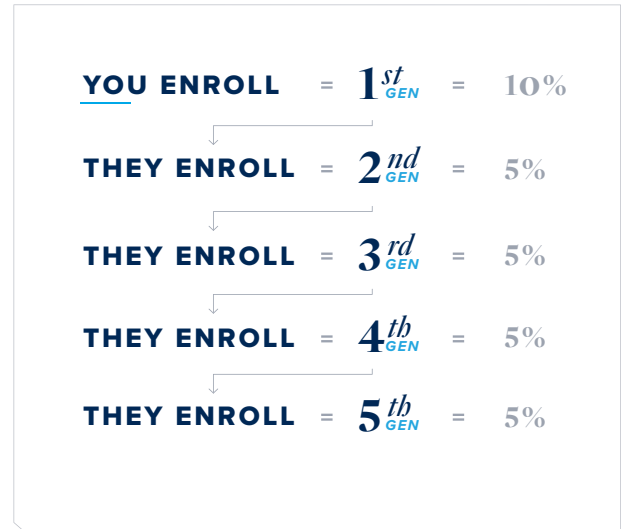 YOU ENROLL = 1st GEN = 10%
THEY ENROLL = 2nd GEN = 5%
THEY ENROLL = 3rd GEN = 5%
THEY ENROLL = 4th GEN = 5%
THEY ENROLL = 5th GEN = 5%